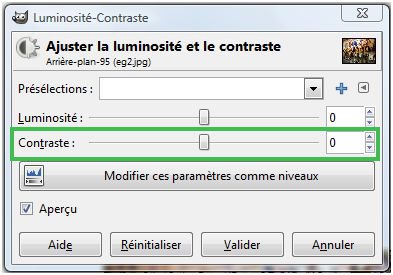 Luminosité-Contraste
Ajuster la luminosité et le contraste
Arrière-plan-95 (eg2.jpg)
Présélections :
Luminosité : 0
Contraste : 0
Modifier ces paramètres comme niveaux
Aperçu
Aide Réinitialiser Valider Annuler